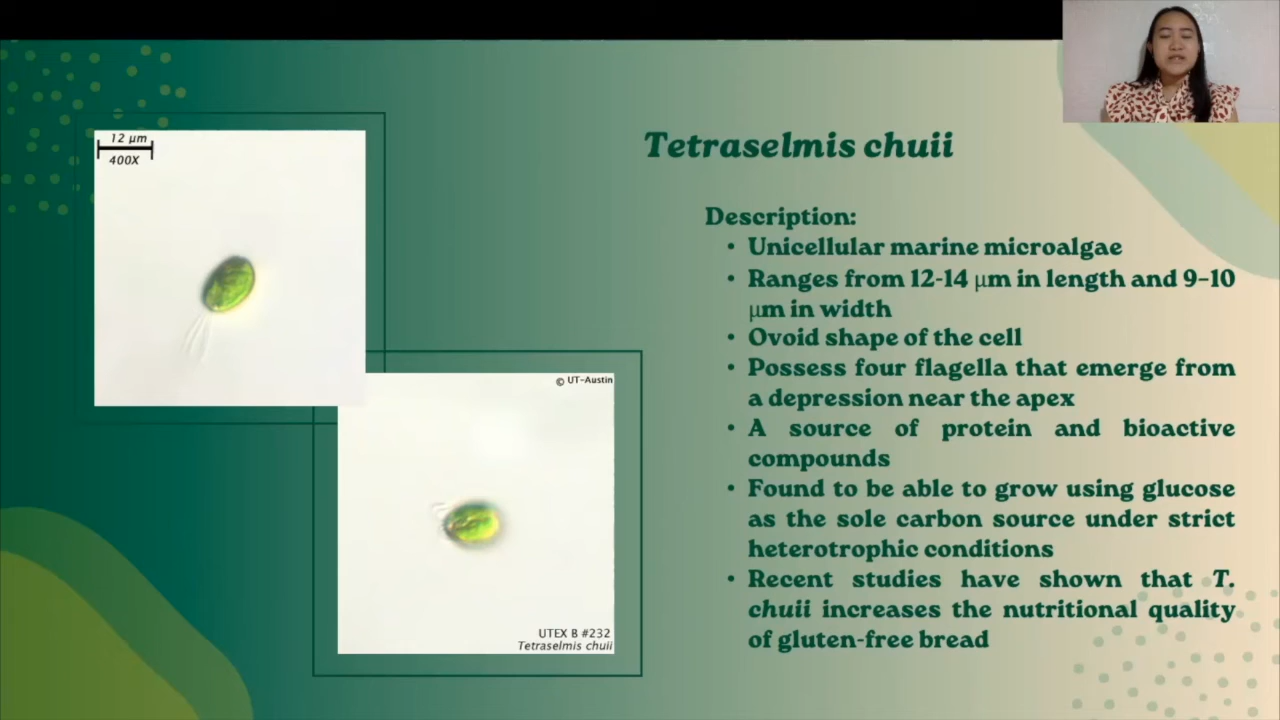 12 μm
400X
Tetraselmis chuii
Description:
• Unicellular marine microalgae
• Ranges from 12-14 μm in length and 9–10
μm in width
• Ovoid shape of the cell
• Possess four flagella that emerge from
a depression near the apex
• A source of protein and bioactive
compounds
• Found to be able to grow using glucose
as the sole carbon source under strict
heterotrophic conditions
• Recent studies have shown that T.
chuii increases the nutritional quality
of gluten-free bread
© UT-Austin
UTEX B #232
Tetraselmis chuii